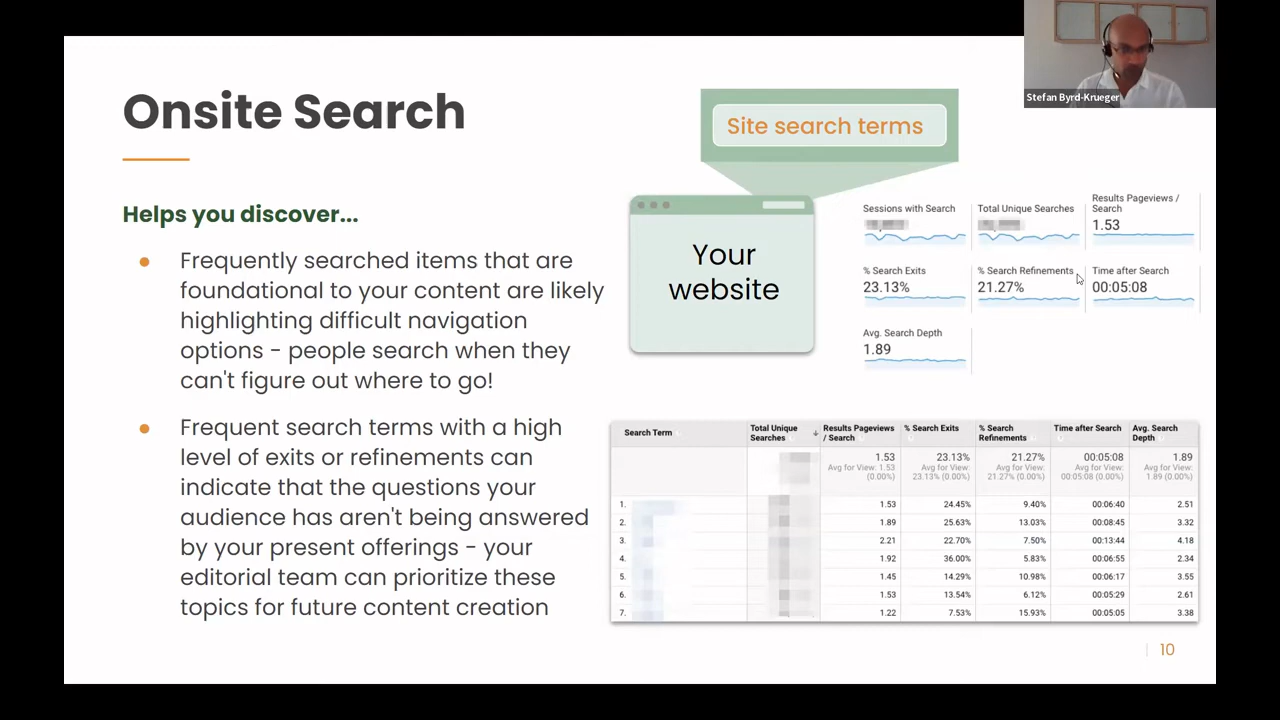 Onsite Search
Helps you discover...
Frequently searched items that are
foundational to your content are likely
highlighting difficult navigation
options - people search when they
can't figure out where to go!
Frequent search terms with a high
level of exits or refinements can
indicate that the questions your
audience has aren't being answered
by your present offerings - your
editorial team can prioritize these
topics for future content creation
Site search terms
Your
website
Stefan Byrd-Krueger
Sessions with Search
Total Unique Searches
Results Pageviews /
Search
1.53
% Search Exits
23.13%
% Search Refinements
21.27%
Time after Search
00:05:08
Avg. Search Depth
1.89
Search Term
Total Unique
Searches
Results Pageviews
/ Search
% Search Exits
% Search
Refinements
Time after Search
Avg. Search
Depth
1.53 23.13% 21.27% 00:05:08 1.89
Avg for View: 1.53 Avg for View: Avg for View: Avg for View: Avg for View:
(0.00%) 23.13% (0.00%) 21.27% (0.00%) 00:05:08 (0.00%) 1.89 (0.00%)
1. 1.53 24.45% 9.40% 00:06:40 2.51
2. 1.89 25.63% 13.03% 00:08:45 3.32
3. 2.21 22.70% 7.50% 00:13:44 4.18
4. 1.92 36.00% 5.83% 00:06:55 2.34
5. 1.45 14.29% 10.98% 00:06:17 3.55
6. 1.53 13.54% 6.12% 00:05:29 2.61
7. 1.22 7.53% 15.93% 00:05:05 3.38
10